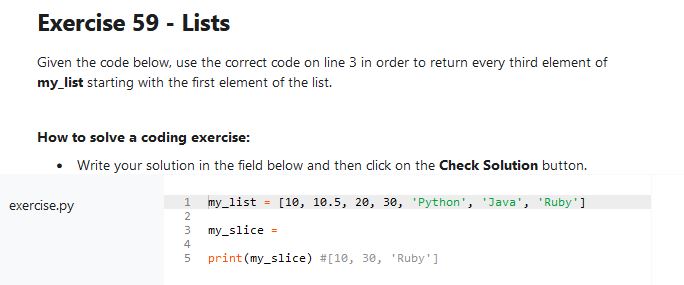 Exercise 59 - Lists
Given the code below, use the correct code on line 3 in order to return every third element of
my_list starting with the first element of the list.
How to solve a coding exercise:
• Write your solution in the field below and then click on the Check Solution button.
exercise.py
1 my_list = [10, 10.5, 20, 30, 'Python', 'Java', 'Ruby']
2
3 my_slice =
4
5 print(my_slice) #[10, 30, 'Ruby']